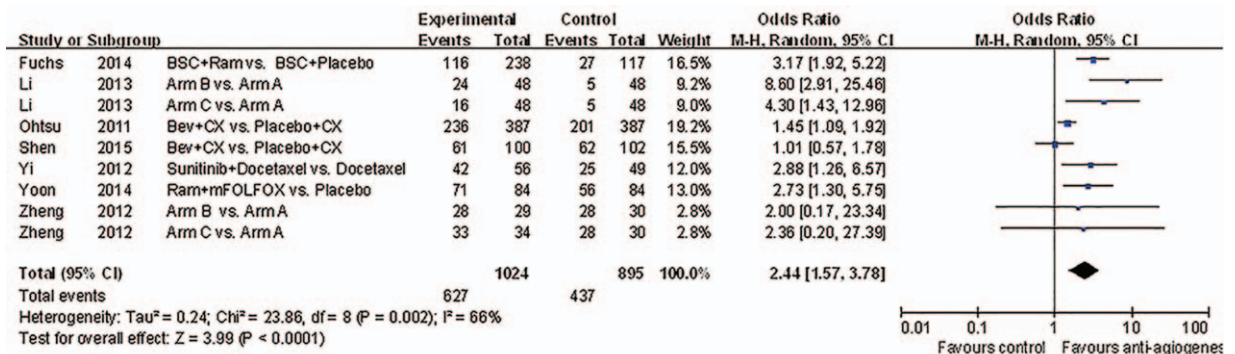 Experimental Control Odds Ratio Odds Ratio
Study or Subgroup Events Total Events Total Weight M-H, Random, 95% CI M-H, Random, 95% CI
Fuchs 2014 BSC+Ram vs. BSC+Placebo 116 238 27 117 16.5% 3.17 [1.92, 5.22]
Li 2013 Arm B vs. Arm A 24 48 5 48 9.2% 8.60 [2.91, 25.46]
Li 2013 Arm C vs. Arm A 16 48 5 48 9.0% 4.30 [1.43, 12.96]
Ohtsu 2011 Bev+CX vs. Placebo+CX 236 387 201 387 19.2% 1.45 [1.09, 1.92]
Shen 2015 Bev+CX vs. Placebo+CX 61 100 62 102 15.5% 1.01 [0.57, 1.78]
Yi 2012 Sunitinib+Docetaxel vs. Docetaxel 42 56 25 49 12.0% 2.88 [1.26, 6.57]
Yoon 2014 Ram+mFOLFOX vs. Placebo 71 84 56 84 13.0% 2.73 [1.30, 5.75]
Zheng 2012 Arm B vs. Arm A 28 29 28 30 2.8% 2.00 [0.17, 23.34]
Zheng 2012 Arm C vs. Arm A 33 34 28 30 2.8% 2.36 [0.20, 27.39]
Total (95% CI) 1024 895 100.0% 2.44 [1.57, 3.78]
Total events 627 437
Heterogeneity: Tau² = 0.24; Chi² = 23.86, df = 8 (P = 0.002); I² = 66%
Test for overall effect: Z = 3.99 (P < 0.0001)
0.01 0.1 1 10 100
Favours control Favours anti-agiogenes